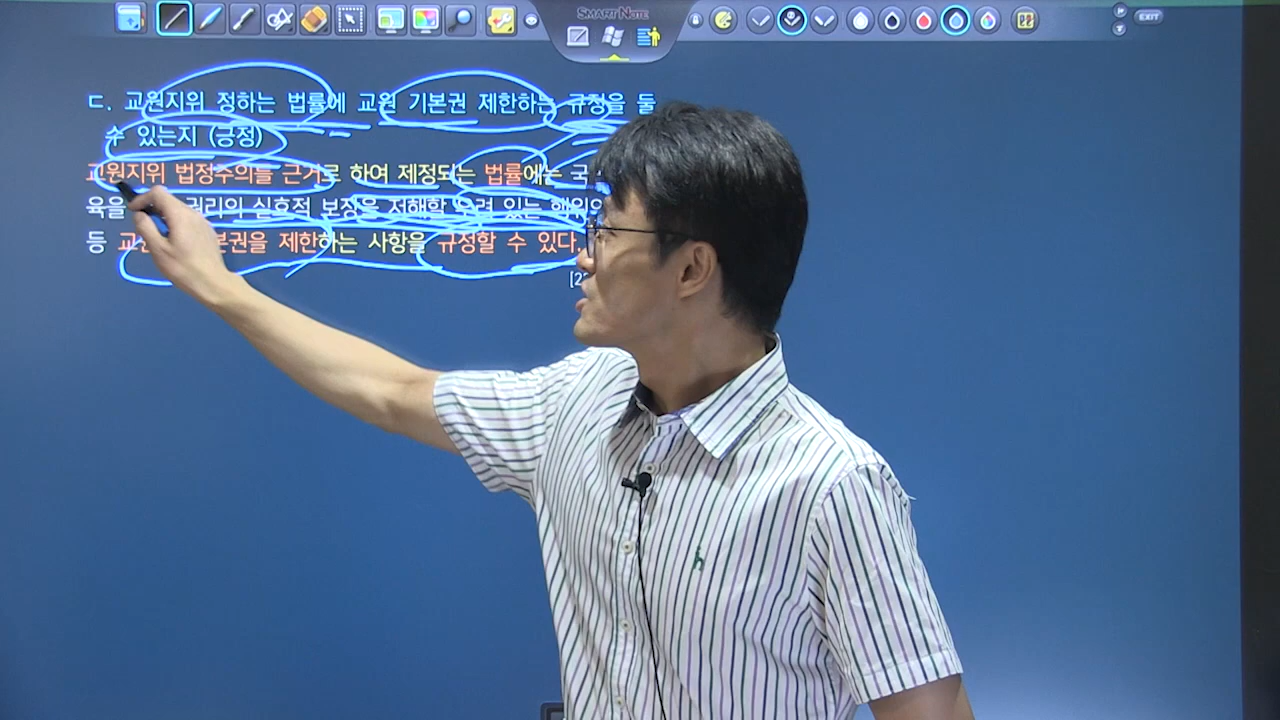 SMART NOTE
EXIT
ㄷ. 교원지위 정하는 법률에 교원 기본권 제한하는 규정을 둘
수 있는지 (긍정)
교원지위 법정주의를 근거로 하여 제정되는 법률에는 국
육을 권리의 실효적 보장을 저해할 우려 있는 행위의
등 교원 본권을 제한하는 사항을 규정할 수 있다.